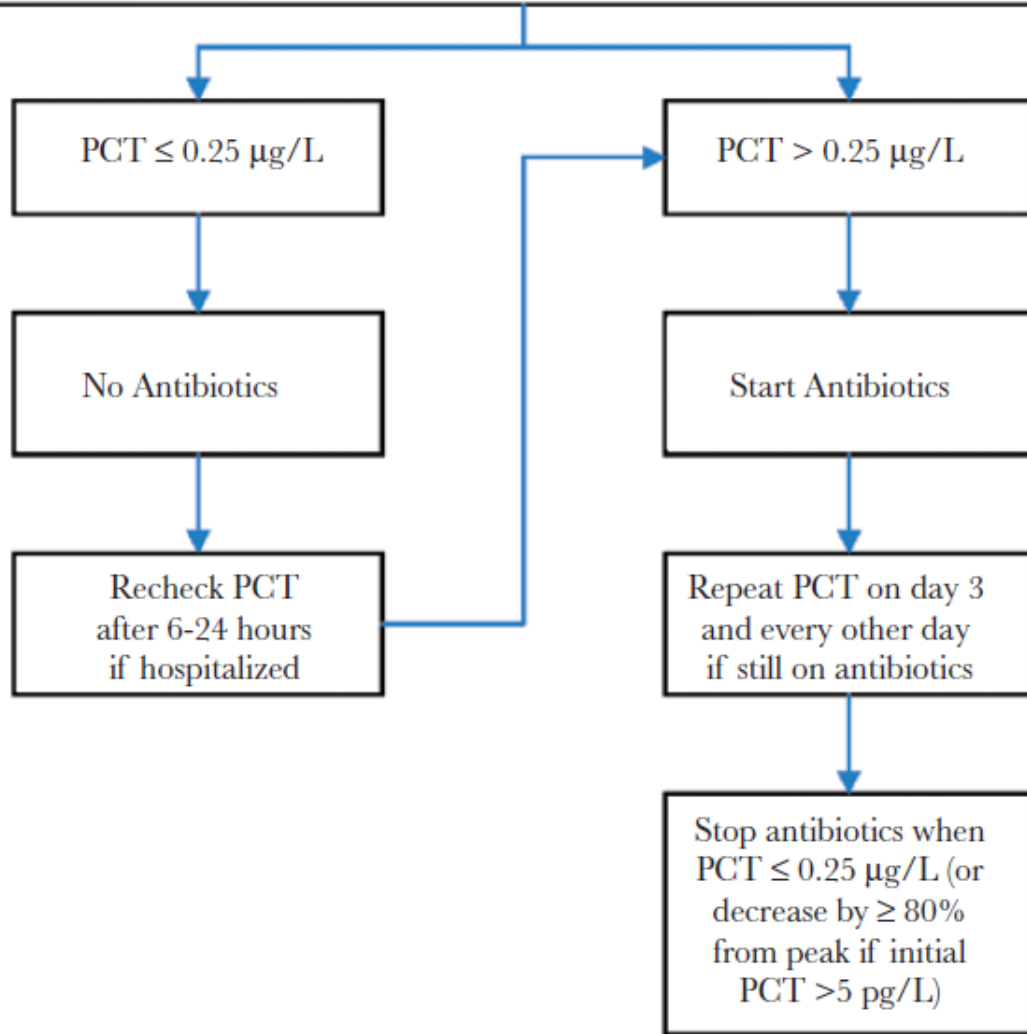 PCT ≤ 0.25 μg/L
PCT > 0.25 μg/L
No Antibiotics
Start Antibiotics
Recheck PCT
after 6-24 hours
if hospitalized
Repeat PCT on day 3
and every other day
if still on antibiotics
Stop antibiotics when
PCT ≤ 0.25 μg/L (or
decrease by ≥ 80%
from peak if initial
PCT >5 pg/L)